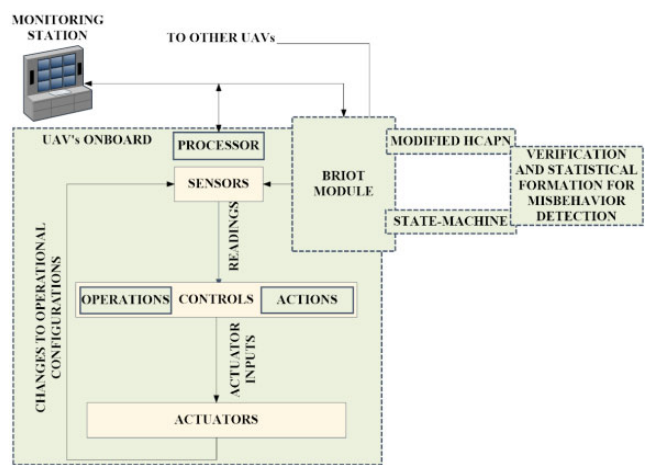 MONITORING
STATION
TO OTHER UAVs
UAV's ONBOARD
PROCESSOR
SENSORS
BRIOT
MODULE
MODIFIED HCAPN
STATE-MACHINE
VERIFICATION
AND STATISTICAL
FORMATION FOR
MISBEHAVIOR
DETECTION
READINGS
OPERATIONS
CONTROLS
ACTIONS
CHANGES TO OPERATIONAL
CONFIGURATIONS
ACTUATOR
INPUTS
ACTUATORS